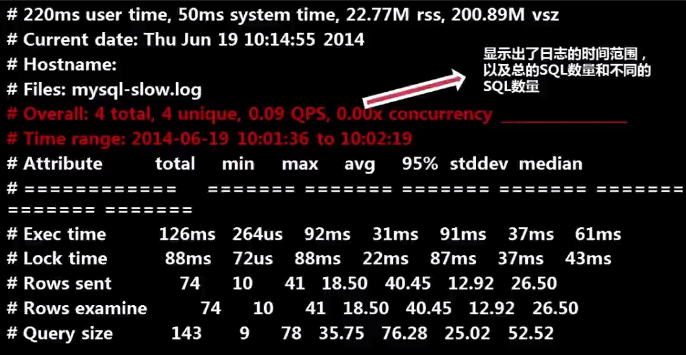 # 220ms user time, 50ms system time, 22.77M rss, 200.89M vsz
# Current date: Thu Jun 19 10:14:55 2014
# Hostname:
# Files: mysql-slow.log
显示出了日志的时间范围，
以及总的SQL数量和不同的
SQL数量
# Overall: 4 total, 4 unique, 0.09 QPS, 0.00x concurrency _______________
# Time range: 2014-06-19 10:01:36 to 10:02:19
# Attribute total min max avg 95% stddev median
# ============ ======= ======= ======= ======= =======
======= =======
# Exec time 126ms 264us 92ms 31ms 91ms 37ms 61ms
# Lock time 88ms 72us 88ms 22ms 87ms 37ms 43ms
# Rows sent 74 10 41 18.50 40.45 12.92 26.50
# Rows examine 74 10 41 18.50 40.45 12.92 26.50
# Query size 143 9 78 35.75 76.28 25.02 52.52